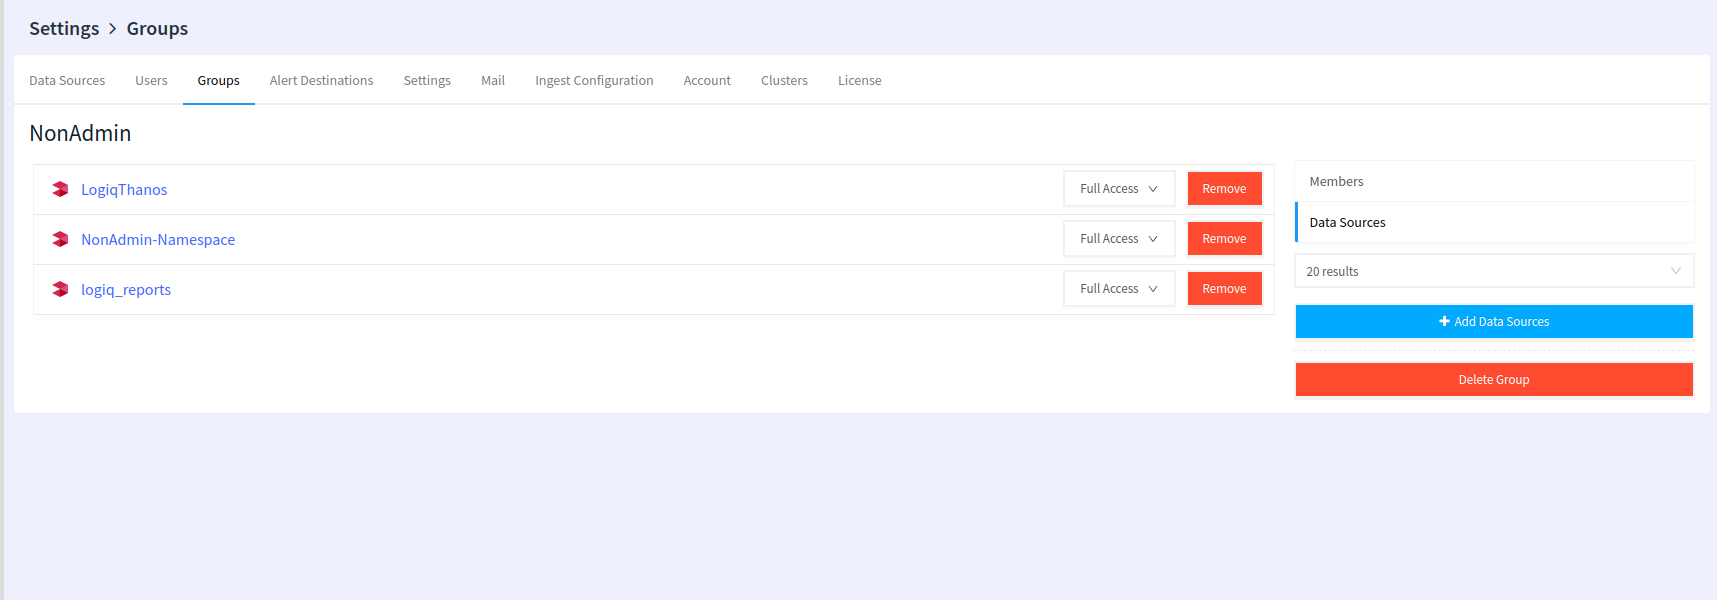 Settings > Groups
Data Sources Users Groups Alert Destinations Settings Mail Ingest Configuration Account Clusters License
NonAdmin
LogiqThanos Full Access Remove
NonAdmin-Namespace Full Access Remove
logiq_reports Full Access Remove
Members
Data Sources
20 results
+ Add Data Sources
Delete Group